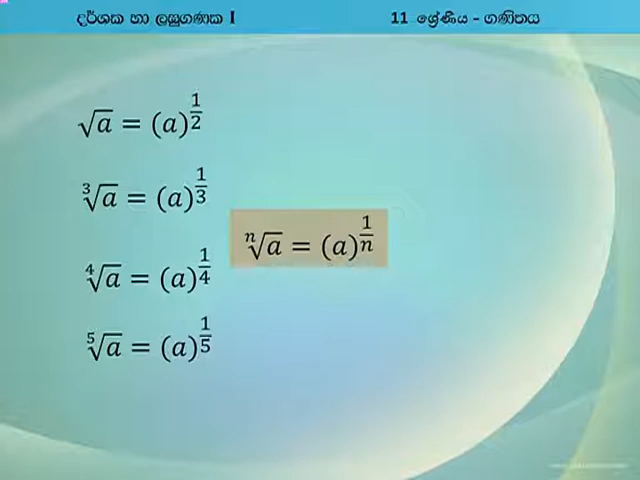 දර්ශක හා ලඝුගණක I
11 ශ්‍රේණිය - ගණිතය
√a = (a)^(1/2)
∛a = (a)^(1/3)
ⁿ√a = (a)^(1/n)
∜a = (a)^(1/4)
⁵√a = (a)^(1/5)